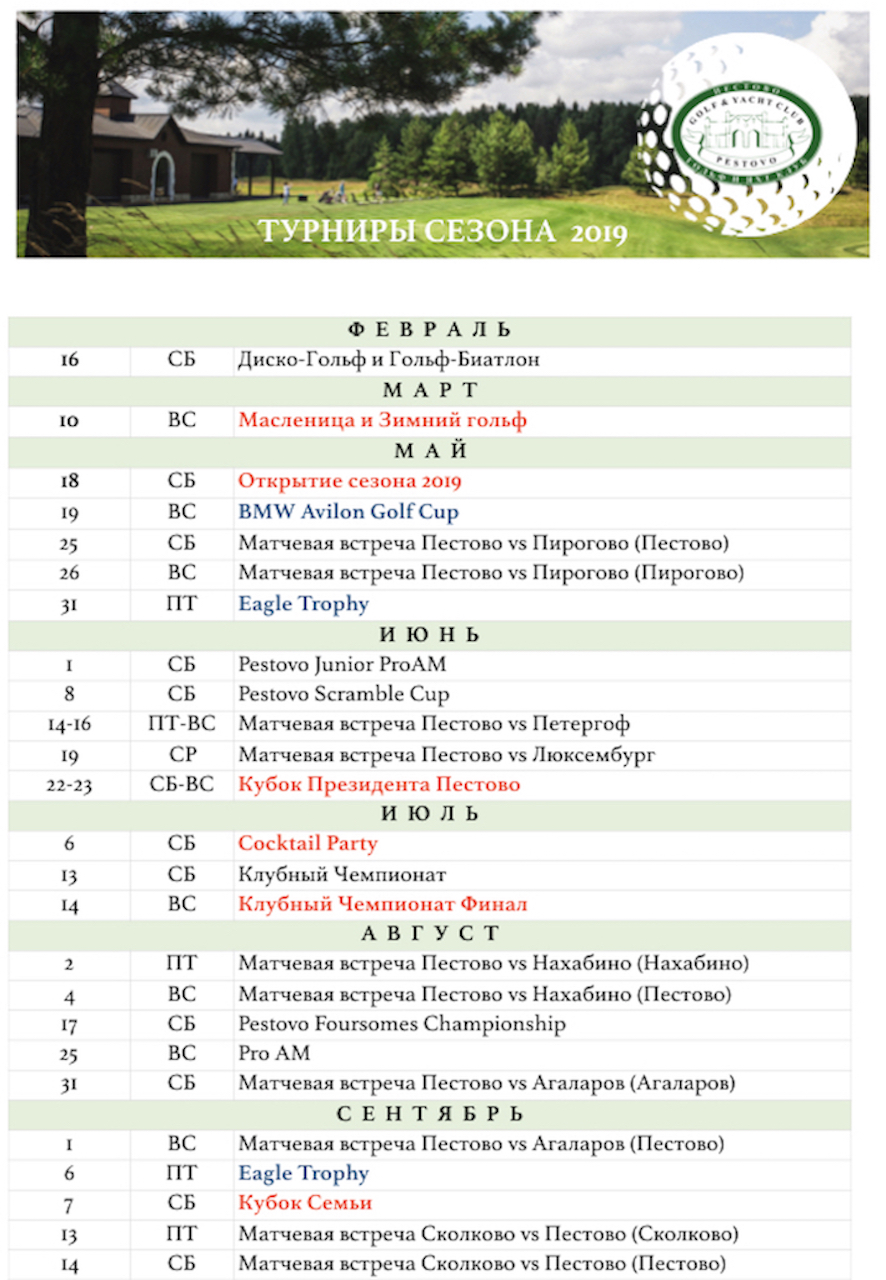 ПЕСТОВО
GOLF & YACHT CLUB
PESTOVO
ГОЛЬФ И ЯХТ КЛУБ
ТУРНИРЫ СЕЗОНА 2019
ФЕВРАЛЬ
16 СБ Диско-Гольф и Гольф-Биатлон
МАРТ
10 ВС Масленица и Зимний гольф
МАЙ
18 СБ Открытие сезона 2019
19 ВС BMW Avilon Golf Cup
25 СБ Матчевая встреча Пестово vs Пирогово (Пестово)
26 ВС Матчевая встреча Пестово vs Пирогово (Пирогово)
31 ПТ Eagle Trophy
ИЮНЬ
1 СБ Pestovo Junior ProAM
8 СБ Pestovo Scramble Cup
14-16 ПТ-ВС Матчевая встреча Пестово vs Петергоф
19 СР Матчевая встреча Пестово vs Люксембург
22-23 СБ-ВС Кубок Президента Пестово
ИЮЛЬ
6 СБ Cocktail Party
13 СБ Клубный Чемпионат
14 ВС Клубный Чемпионат Финал
АВГУСТ
2 ПТ Матчевая встреча Пестово vs Нахабино (Нахабино)
4 ВС Матчевая встреча Пестово vs Нахабино (Пестово)
17 СБ Pestovo Foursomes Championship
25 ВС Pro AM
31 СБ Матчевая встреча Пестово vs Агаларов (Агаларов)
СЕНТЯБРЬ
1 ВС Матчевая встреча Пестово vs Агаларов (Пестово)
6 ПТ Eagle Trophy
7 СБ Кубок Семьи
13 ПТ Матчевая встреча Сколково vs Пестово (Сколково)
14 СБ Матчевая встреча Сколково vs Пестово (Пестово)